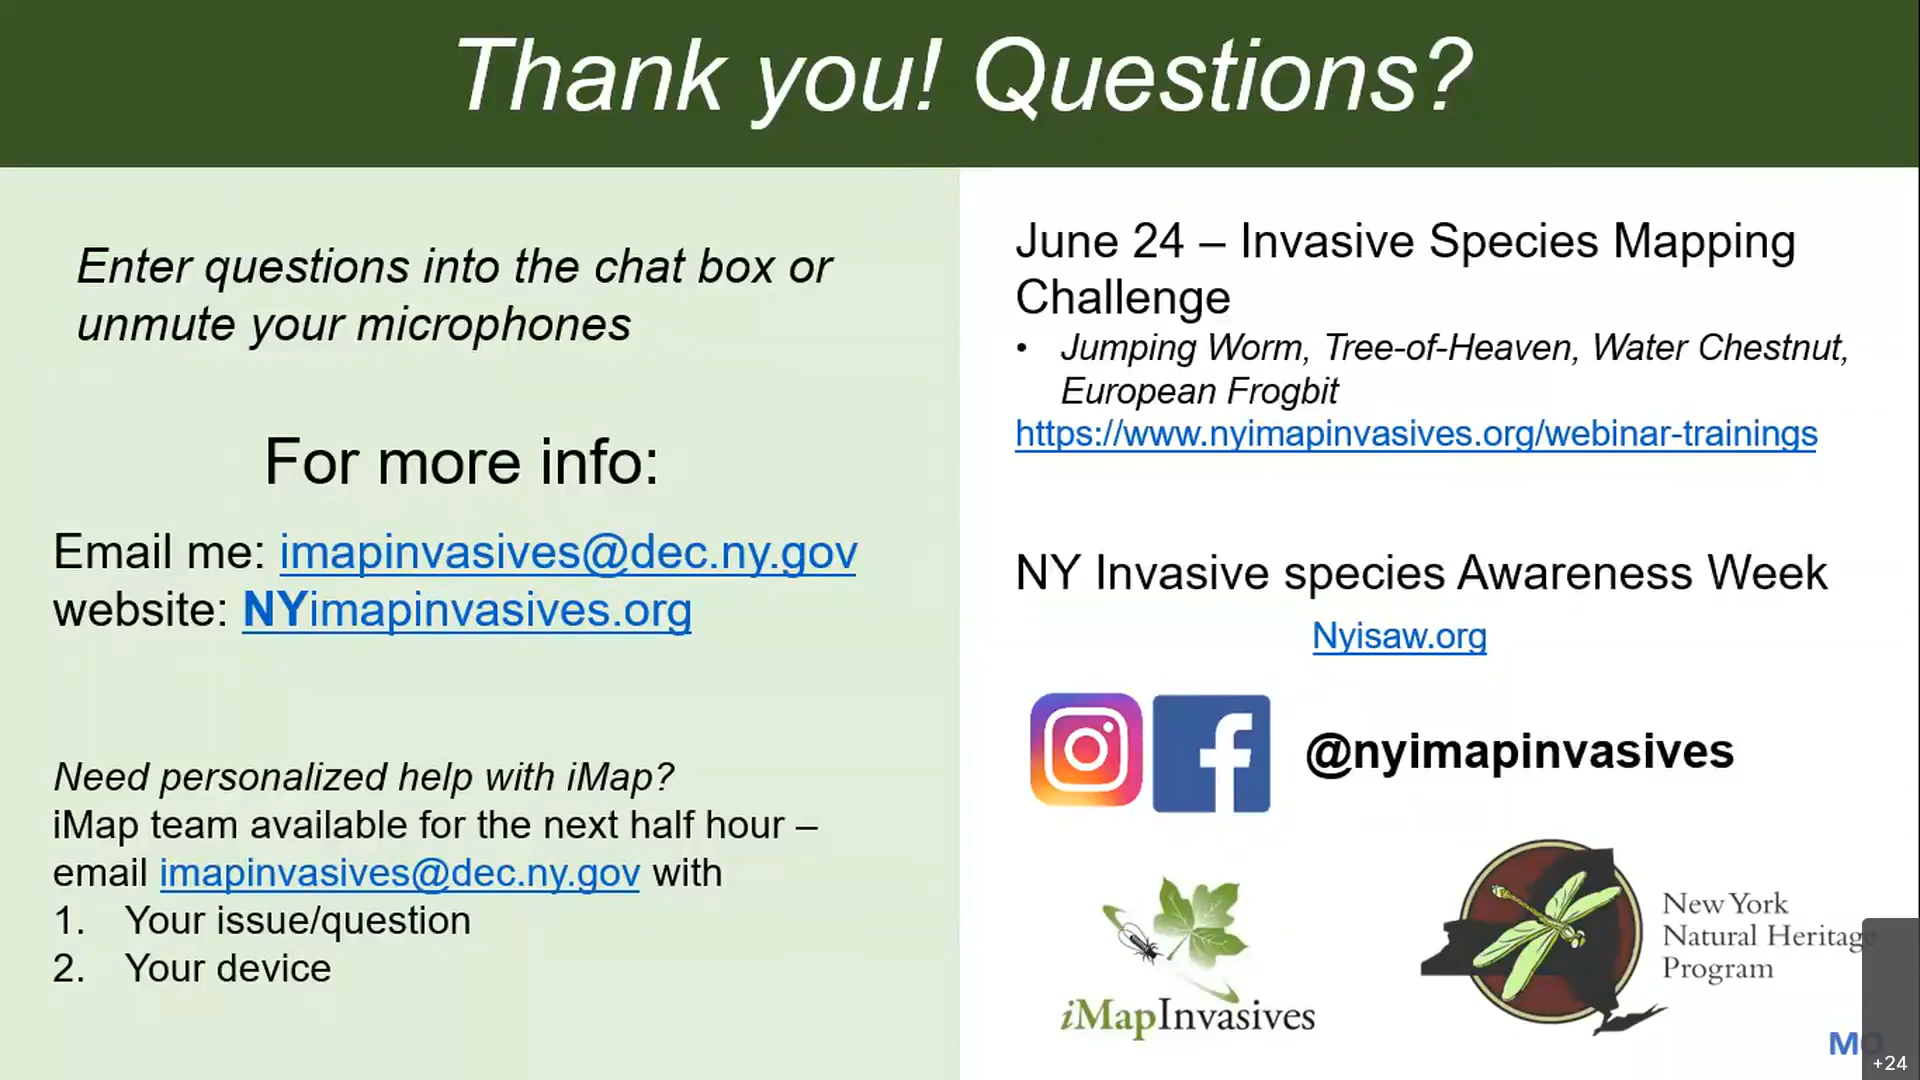 Thank you! Questions?
Enter questions into the chat box or
unmute your microphones
For more info:
Email me: imapinvasives@dec.ny.gov
website: NYimapinvasives.org
Need personalized help with iMap?
iMap team available for the next half hour –
email imapinvasives@dec.ny.gov with
1. Your issue/question
2. Your device
June 24 – Invasive Species Mapping
Challenge
• Jumping Worm, Tree-of-Heaven, Water Chestnut,
European Frogbit
https://www.nyimapinvasives.org/webinar-trainings
NY Invasive species Awareness Week
Nyisaw.org
@nyimapinvasives
iMapInvasives
New York
Natural Heritage
Program
MO
+24